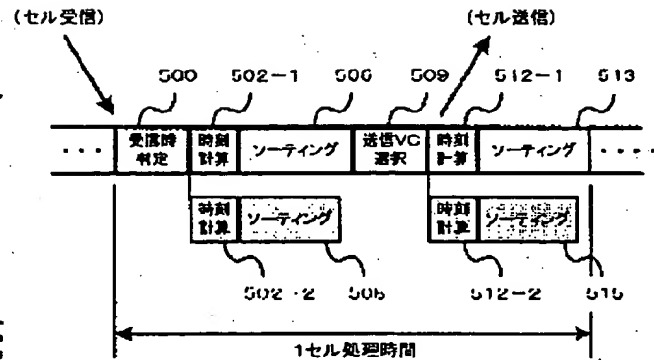 (セル受信) (セル送信)
500 502-1 506 509 512-1 513
・・・ 受信時判定 時刻計算 ソーティング 送信VC選択 時刻計算 ソーティング ・・・・
時刻計算 ソーティング 時刻計算 ソーティング
502-2 512-2 515
1セル処理時間